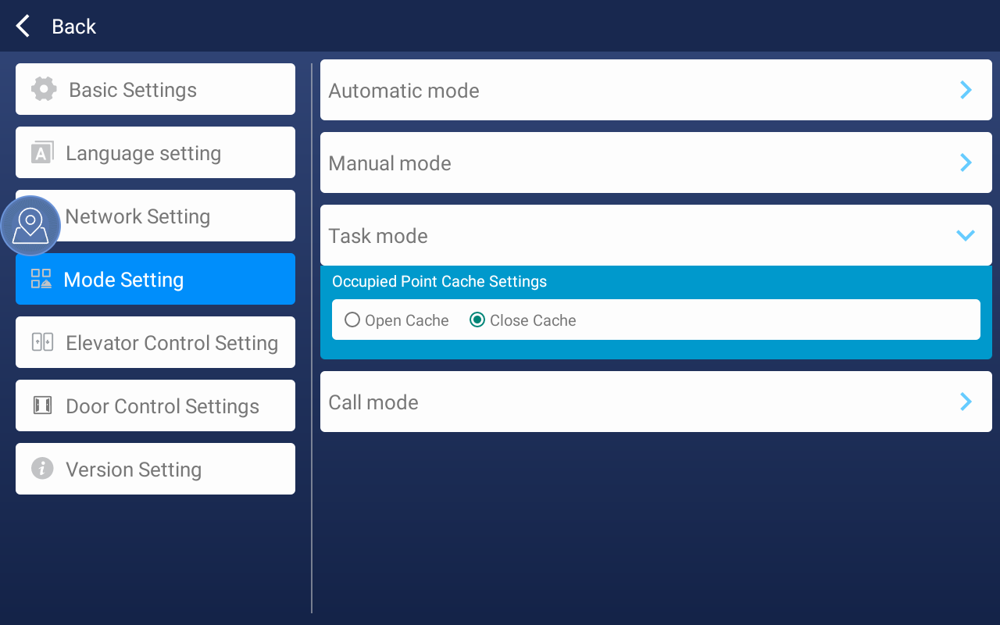 Back
Basic Settings
Language setting
Network Setting
Mode Setting
Elevator Control Setting
Door Control Settings
Version Setting
Automatic mode
Manual mode
Task mode
Occupied Point Cache Settings
Open Cache Close Cache
Call mode